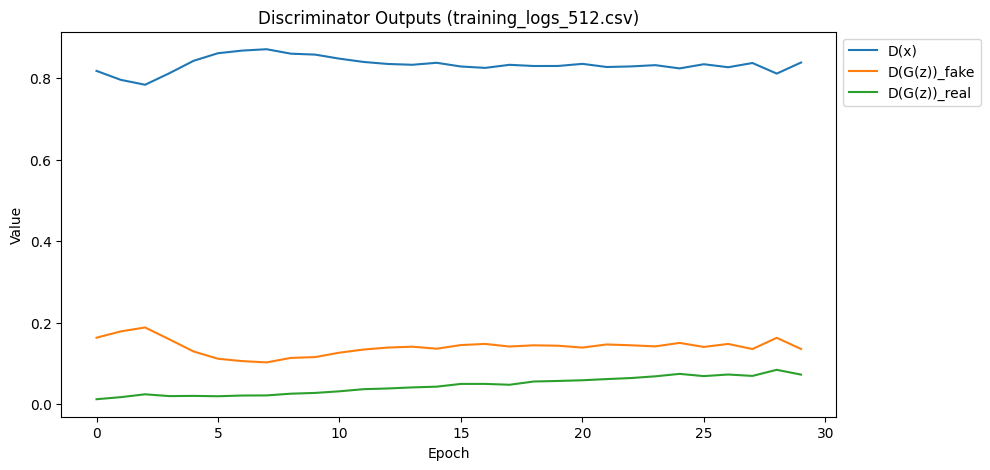 Discriminator Outputs (training_logs_512.csv)
D(x)
D(G(z))_fake
D(G(z))_real
Value
0.8
0.6
0.4
0.2
0.0
0 5 10 15 20 25 30
Epoch